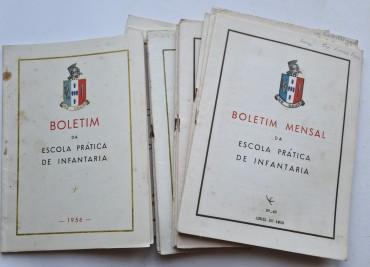 BOLETIM
DA
ESCOLA PRÁTICA
DE INFANTARIA
— 1956 —
BOLETIM MENSAL
DA
ESCOLA PRÁTICA
DE INFANTARIA